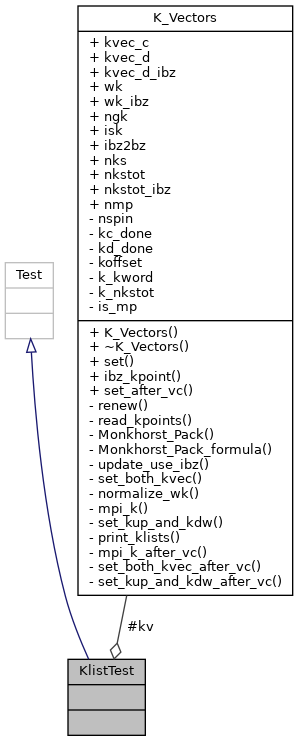 K_Vectors
+ kvec_c
+ kvec_d
+ kvec_d_ibz
+ wk
+ wk_ibz
+ ngk
+ isk
+ ibz2bz
+ nks
+ nkstot
+ nkstot_ibz
+ nmp
- nspin
- kc_done
- kd_done
- koffset
- k_kword
- k_nkstot
- is_mp
+ K_Vectors()
+ ~K_Vectors()
+ set()
+ ibz_kpoint()
+ set_after_vc()
- renew()
- read_kpoints()
- Monkhorst_Pack()
- Monkhorst_Pack_formula()
- update_use_ibz()
- set_both_kvec()
- normalize_wk()
- mpi_k()
- set_kup_and_kdw()
- print_klists()
- mpi_k_after_vc()
- set_both_kvec_after_vc()
- set_kup_and_kdw_after_vc()
Test
#kv
KlistTest